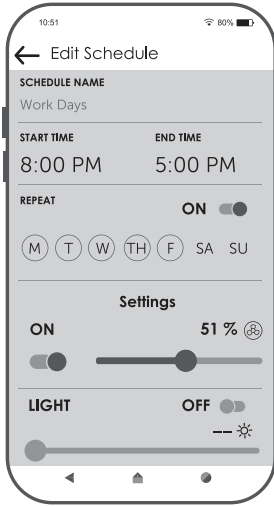 10:51 80%
Edit Schedule
SCHEDULE NAME
Work Days
START TIME END TIME
8:00 PM 5:00 PM
REPEAT ON
M T W TH F SA SU
Settings
ON 51 %
LIGHT OFF
--